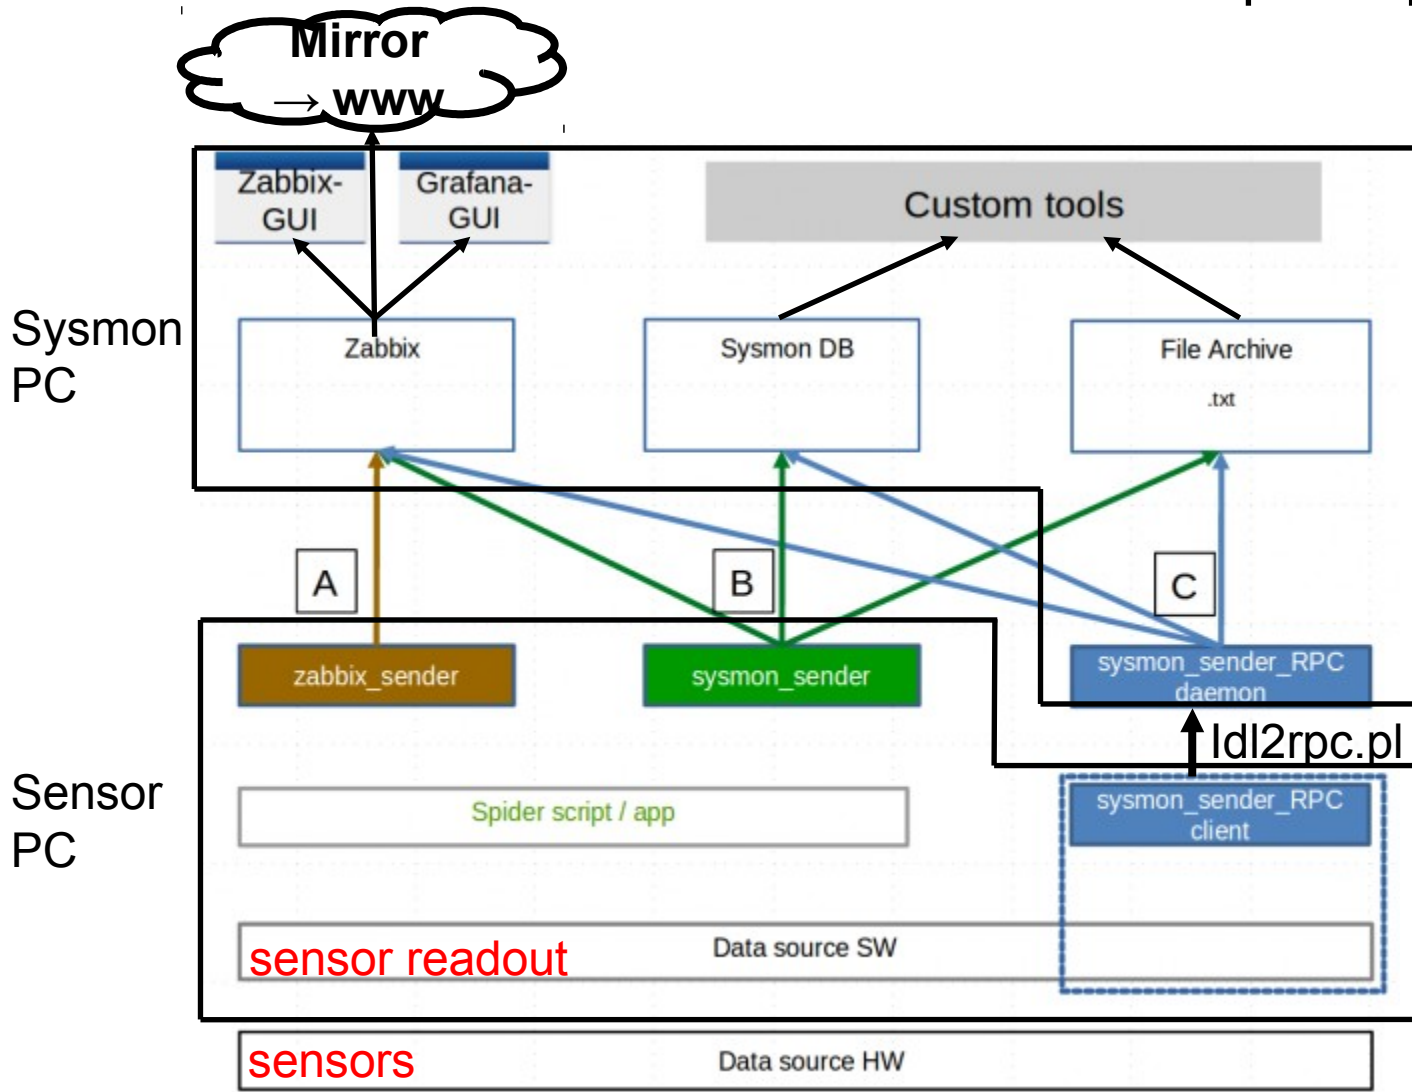 Mirror
→ www
Zabbix-
GUI
Grafana-
GUI
Custom tools
Sysmon
PC
Zabbix
Sysmon DB
File Archive
.txt
A
B
C
zabbix_sender
sysmon_sender
sysmon_sender_RPC
daemon
ldl2rpc.pl
Sensor
PC
Spider script / app
sysmon_sender_RPC
client
sensor readout
Data source SW
sensors
Data source HW